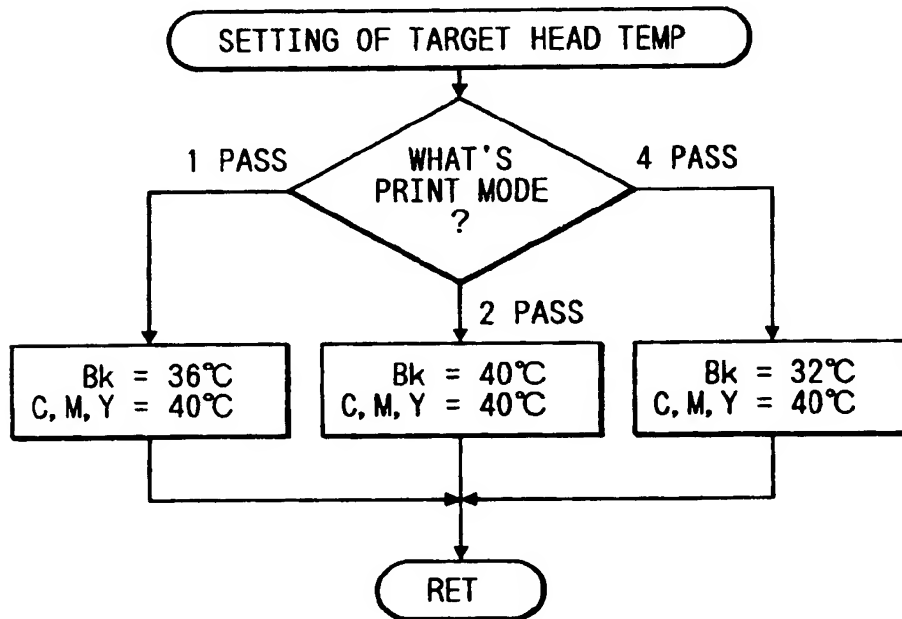 SETTING OF TARGET HEAD TEMP
WHAT'S
PRINT MODE
?
1 PASS
4 PASS
2 PASS
Bk = 36℃
C, M, Y = 40℃
Bk = 40℃
C, M, Y = 40℃
Bk = 32℃
C, M, Y = 40℃
RET